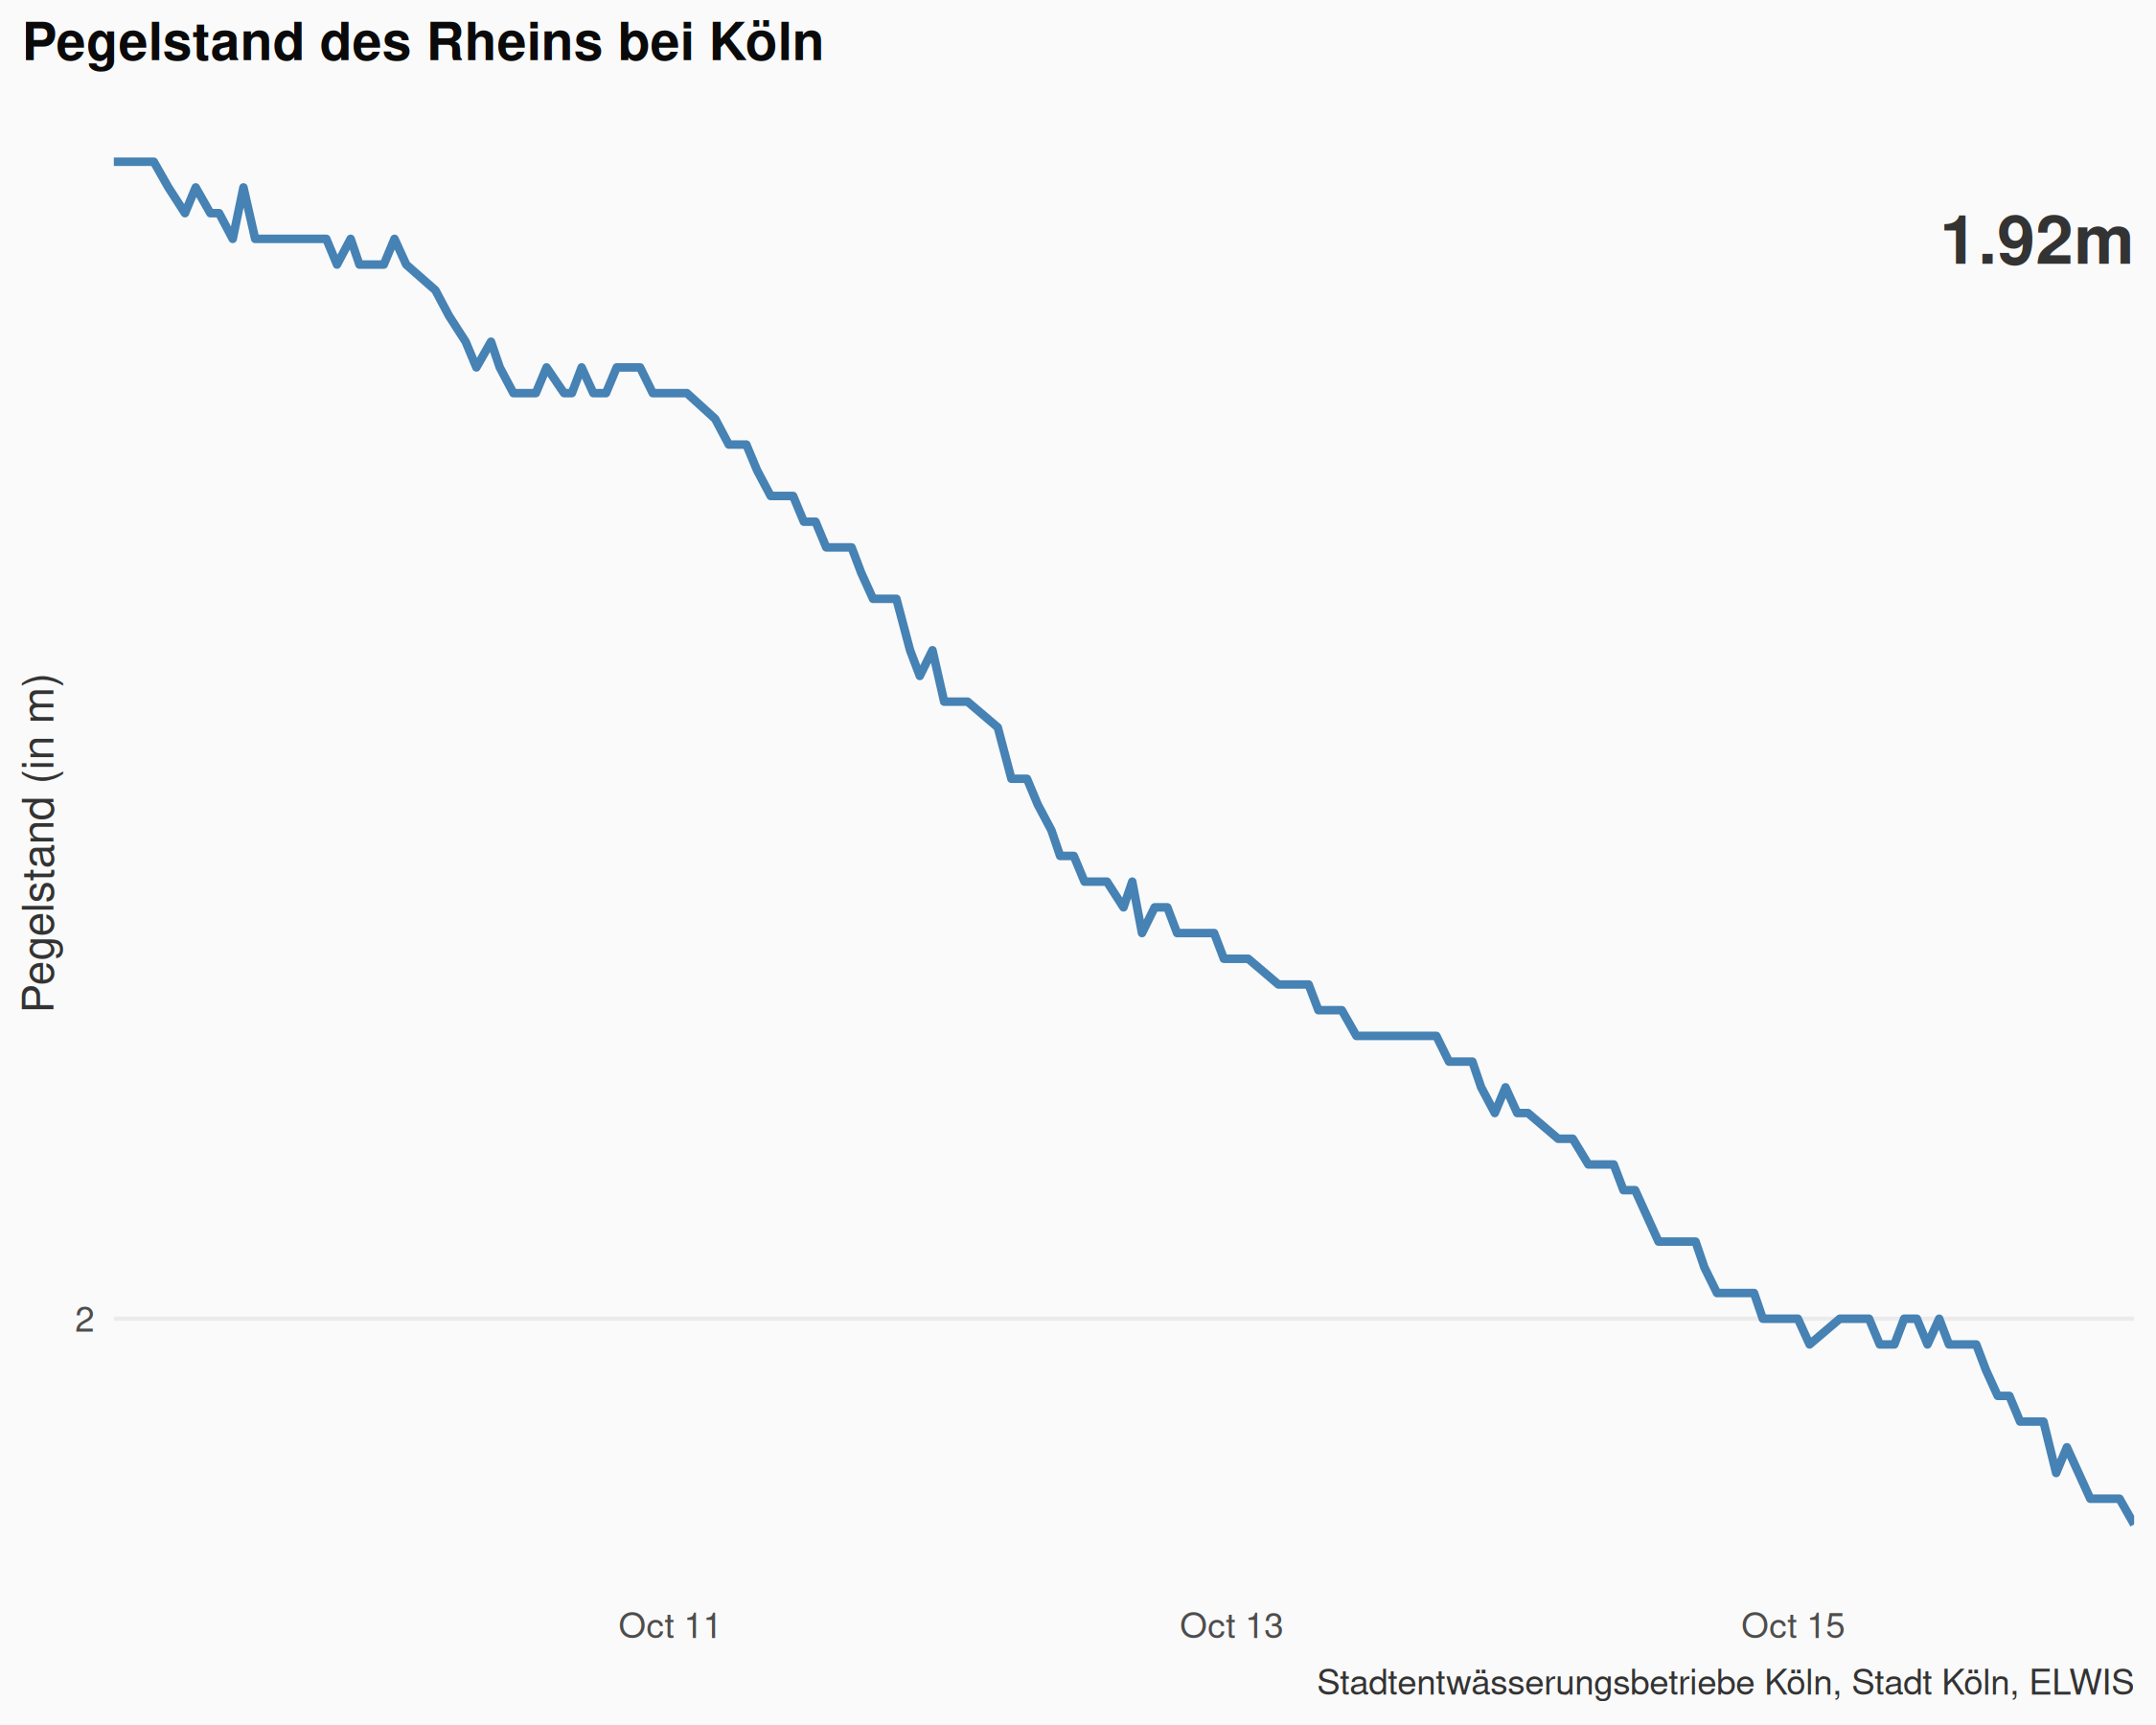 Pegelstand des Rheins bei Köln
1.92m
Pegelstand (in m)
2
Oct 11
Oct 13
Oct 15
Stadtentwässerungsbetriebe Köln, Stadt Köln, ELWIS